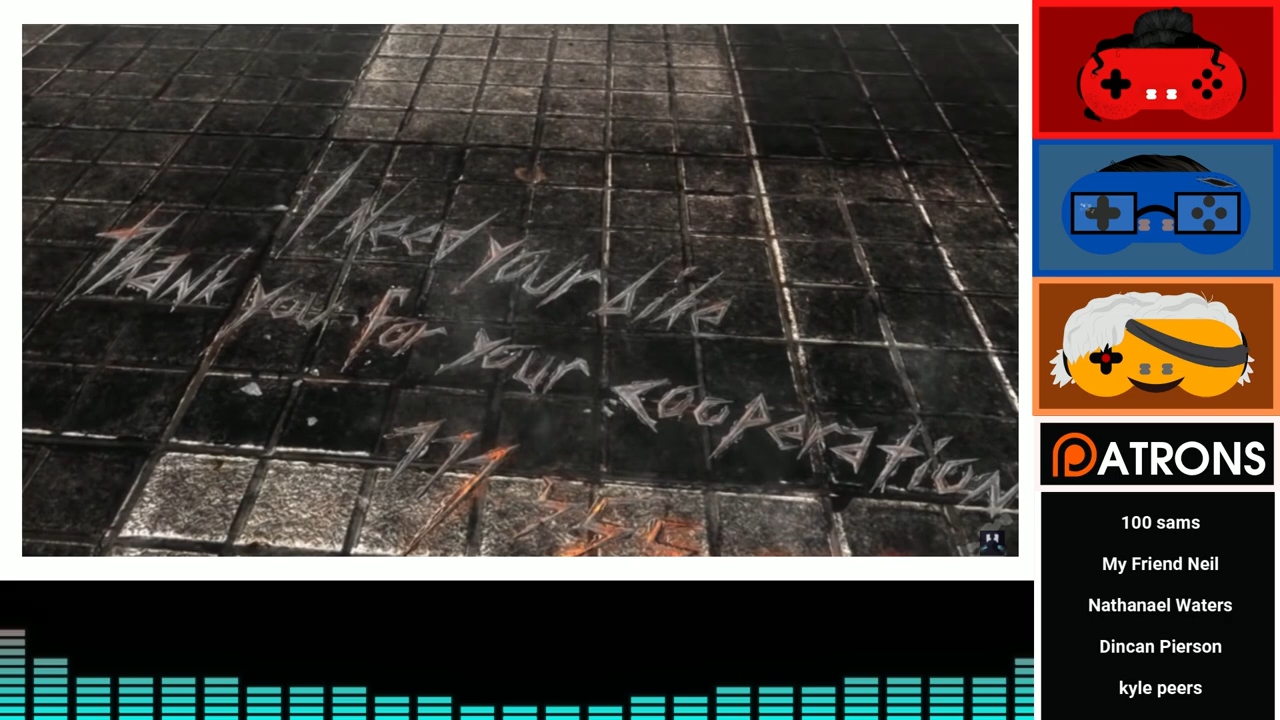 I Need your bike
Thank you for your cooperation
PATRONS
100 sams
My Friend Neil
Nathanael Waters
Dincan Pierson
kyle peers